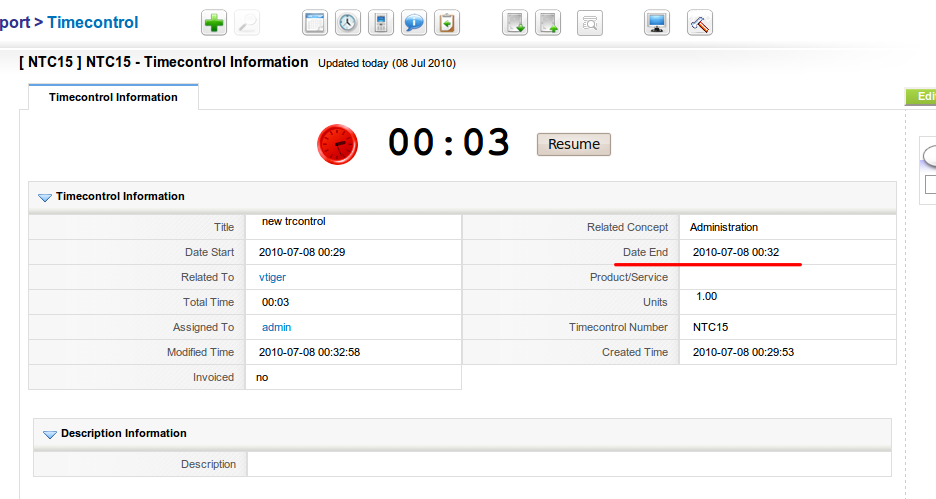 port > Timecontrol
[ NTC15 ] NTC15 - Timecontrol Information Updated today (08 Jul 2010)
Timecontrol Information
00:03 Resume
Timecontrol Information
Title new trcontrol Related Concept Administration
Date Start 2010-07-08 00:29 Date End 2010-07-08 00:32
Related To vtiger Product/Service
Total Time 00:03 Units 1.00
Assigned To admin Timecontrol Number NTC15
Modified Time 2010-07-08 00:32:58 Created Time 2010-07-08 00:29:53
Invoiced no
Description Information
Description